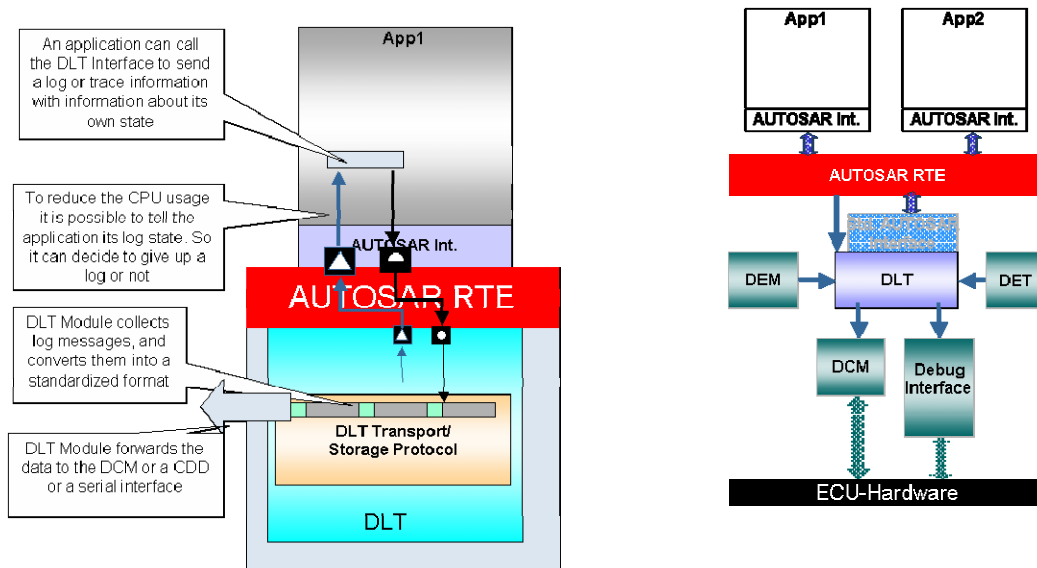 An application can call
the DLT Interface to send
a log or trace information
with information about its
own state
To reduce the CPU usage
it is possible to tell the
application its log state. So
it can decide to give up a
log or not
DLT Module collects
log messages, and
converts them into a
standardized format
DLT Module forwards the
data to the DCM or a CDD
or a serial interface
App1
AUTOSAR Int.
AUTOSAR RTE
DLT Transport/
Storage Protocol
DLT
App1
App2
AUTOSAR Int.
AUTOSAR Int.
AUTOSAR RTE
AUTOSAR
Interface
DEM
DLT
DET
DCM
Debug
Interface
ECU-Hardware